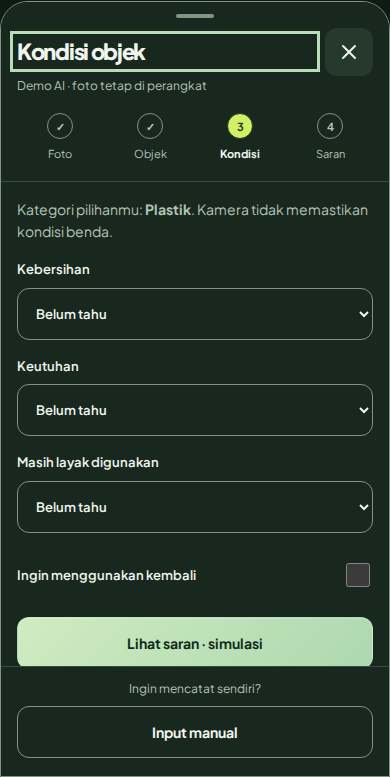 Kondisi objek
Demo AI · foto tetap di perangkat
✓ ✓ 3 4
Foto Objek Kondisi Saran
Kategori pilihanmu: Plastik. Kamera tidak memastikan
kondisi benda.
Kebersihan
Belum tahu
Keutuhan
Belum tahu
Masih layak digunakan
Belum tahu
Ingin menggunakan kembali
Lihat saran · simulasi
Ingin mencatat sendiri?
Input manual